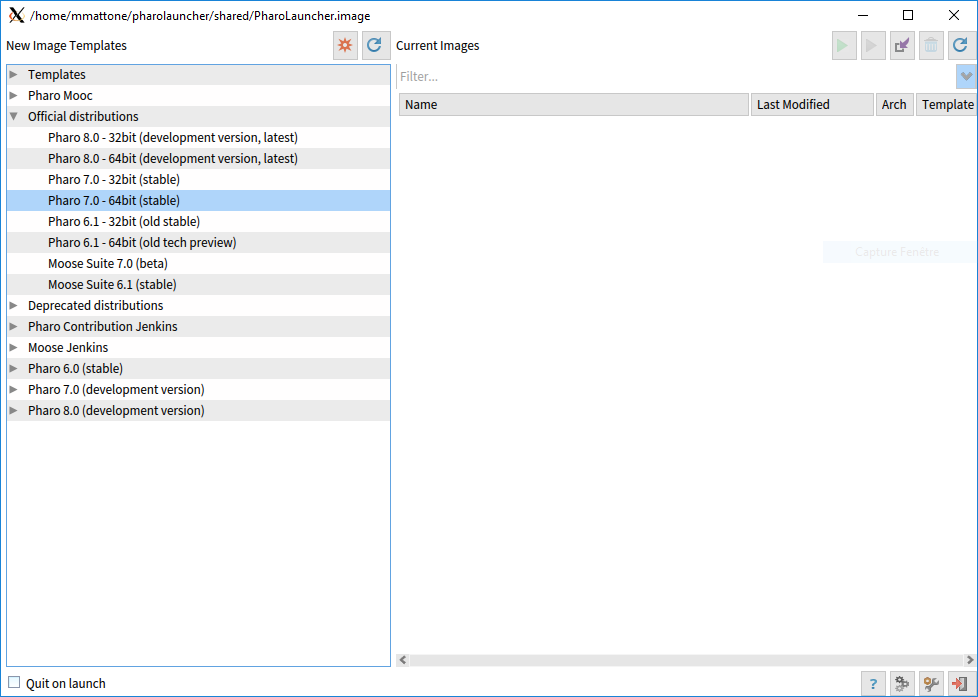 /home/mmattone/pharolauncher/shared/PharoLauncher.image
New Image Templates
Current Images
Templates
Pharo Mooc
Official distributions
Pharo 8.0 - 32bit (development version, latest)
Pharo 8.0 - 64bit (development version, latest)
Pharo 7.0 - 32bit (stable)
Pharo 7.0 - 64bit (stable)
Pharo 6.1 - 32bit (old stable)
Pharo 6.1 - 64bit (old tech preview)
Moose Suite 7.0 (beta)
Moose Suite 6.1 (stable)
Deprecated distributions
Pharo Contribution Jenkins
Moose Jenkins
Pharo 6.0 (stable)
Pharo 7.0 (development version)
Pharo 8.0 (development version)
Filter...
Name Last Modified Arch Template
Capture Fenêtre
Quit on launch
?